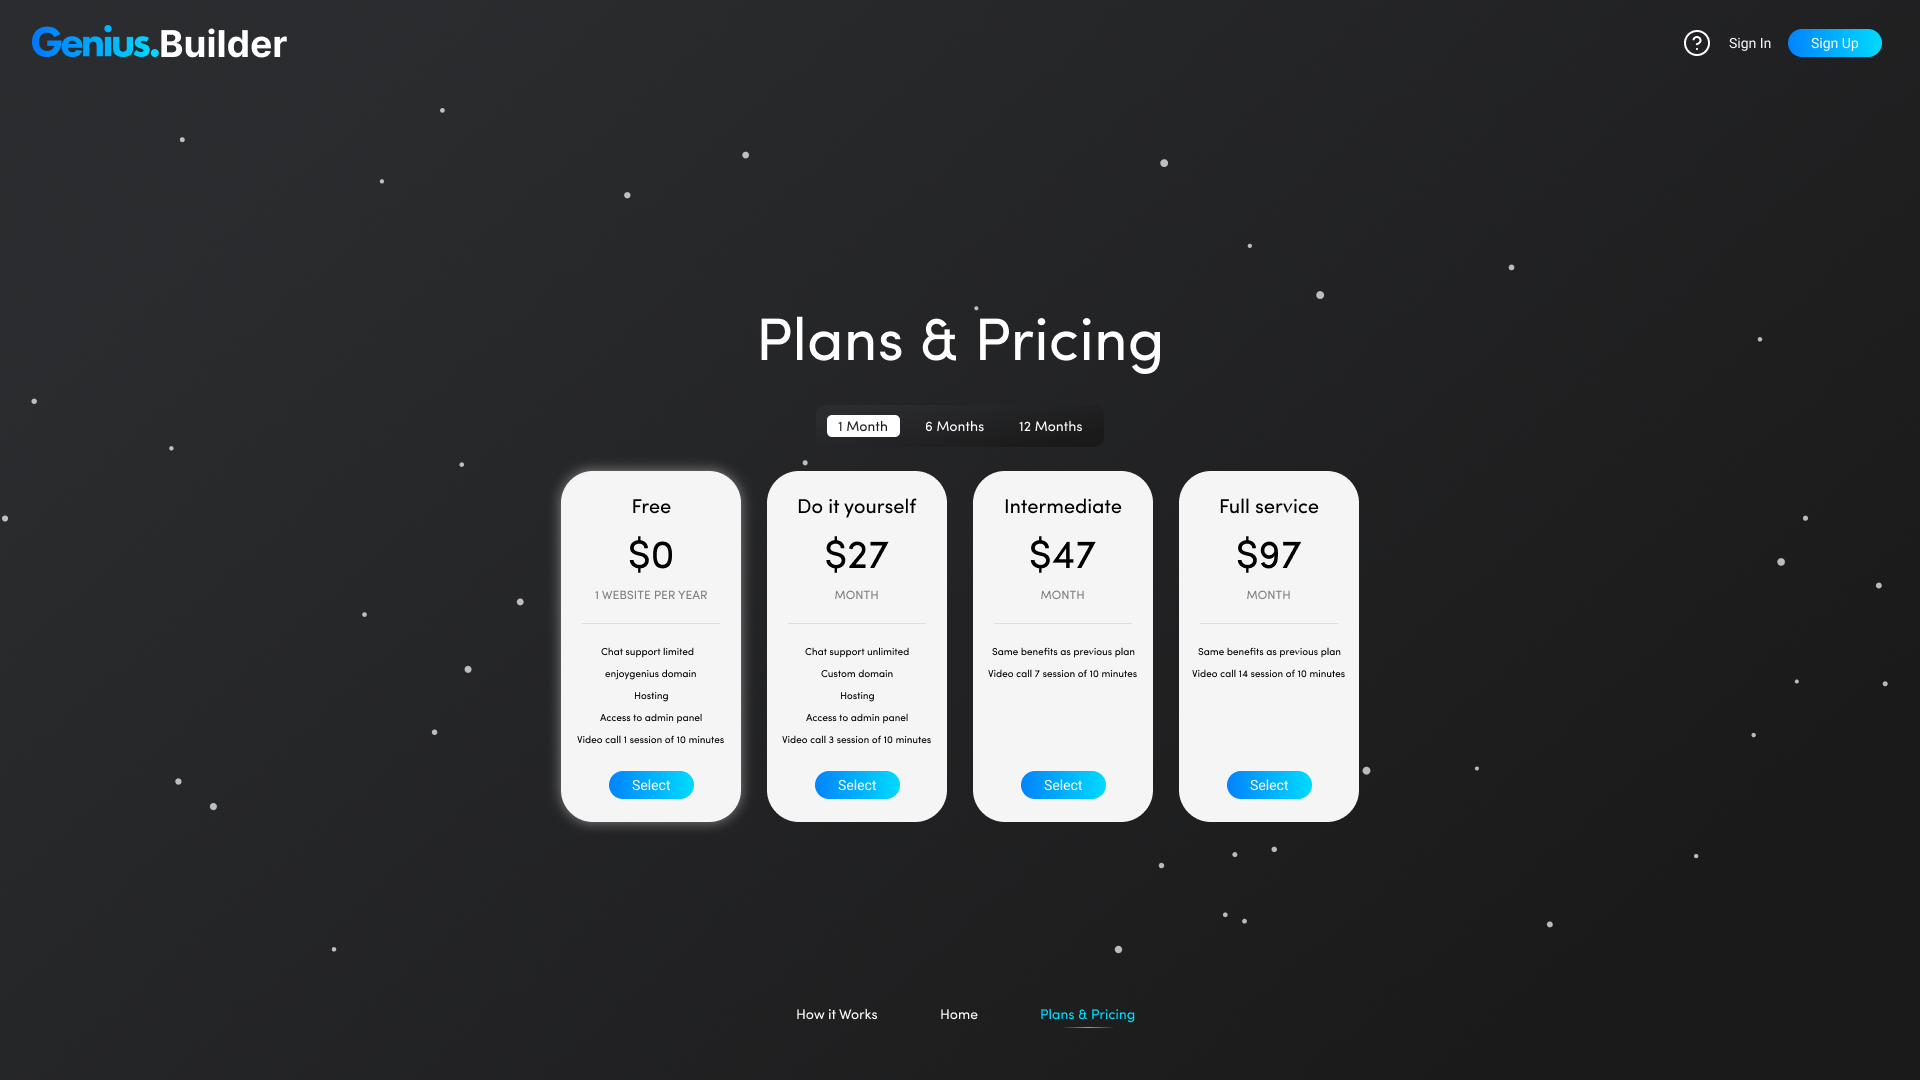 Genius.Builder
? Sign In Sign Up
Plans & Pricing
1 Month 6 Months 12 Months
Free
$0
1 WEBSITE PER YEAR
Chat support limited
enjoygenius domain
Hosting
Access to admin panel
Video call 1 session of 10 minutes
Select
Do it yourself
$27
MONTH
Chat support unlimited
Custom domain
Hosting
Access to admin panel
Video call 3 session of 10 minutes
Select
Intermediate
$47
MONTH
Same benefits as previous plan
Video call 7 session of 10 minutes
Select
Full service
$97
MONTH
Same benefits as previous plan
Video call 14 session of 10 minutes
Select
How it Works Home Plans & Pricing